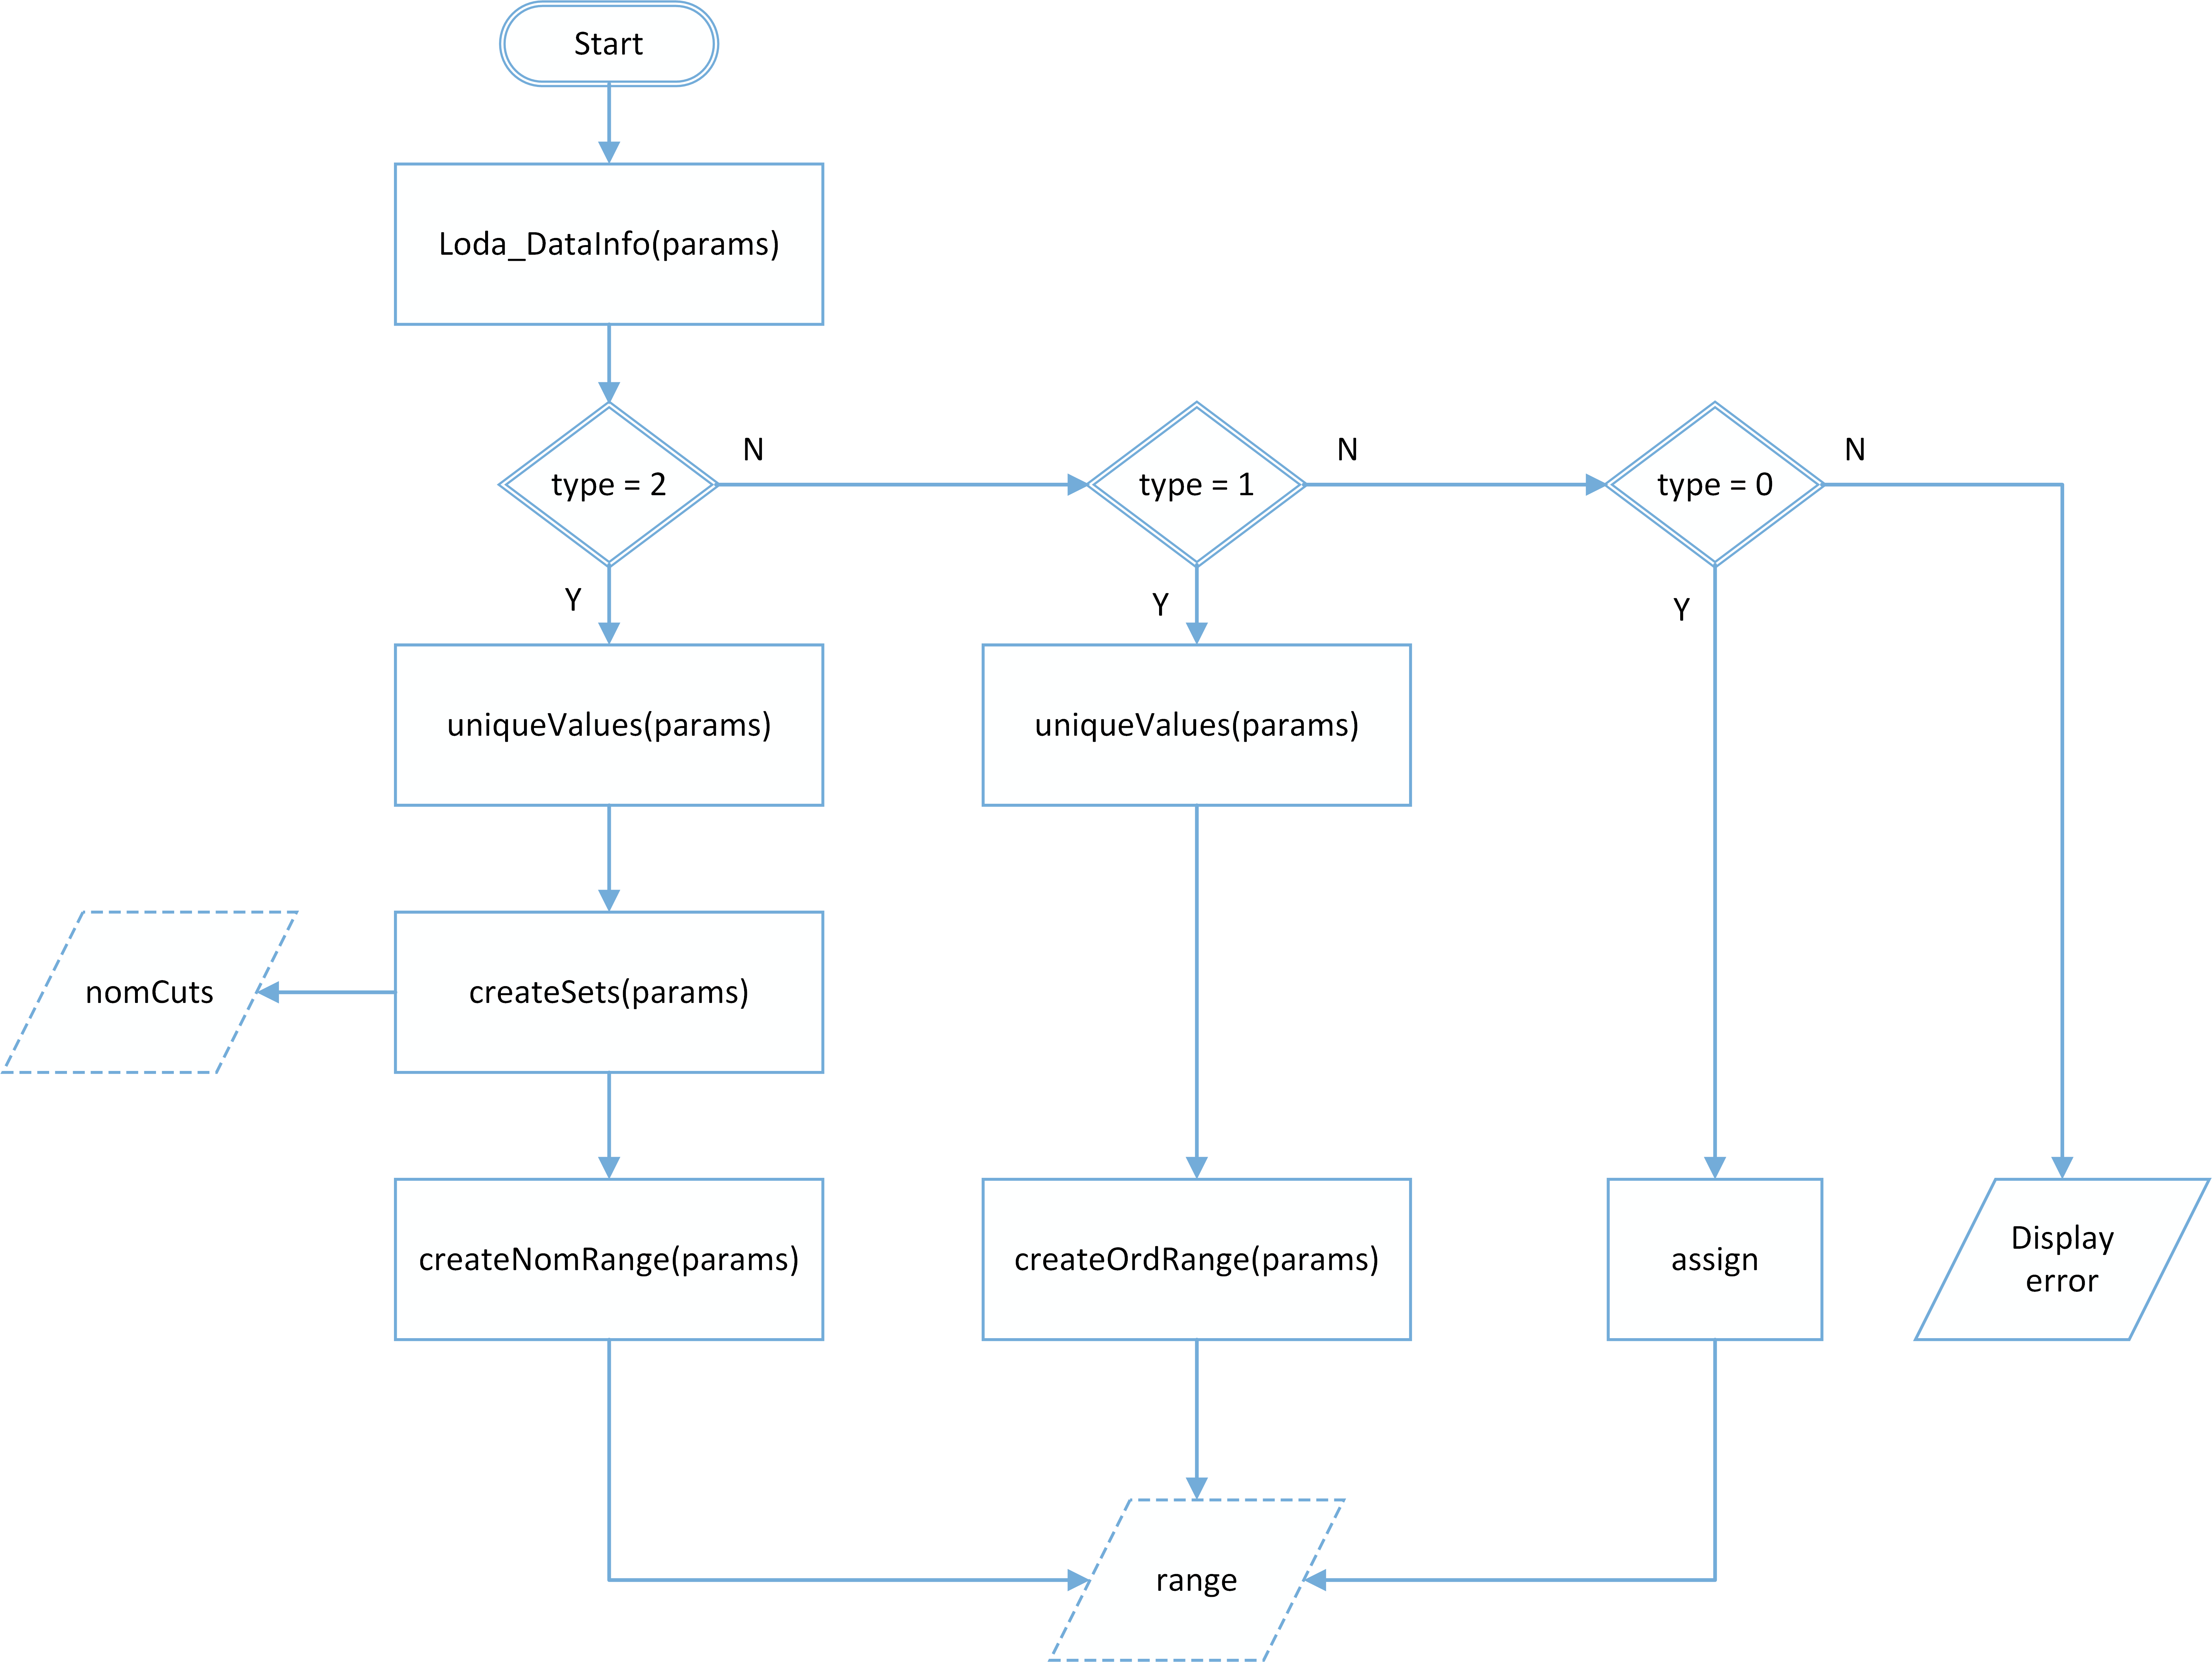 Start
Loda_DataInfo(params)
type = 2
N
type = 1
N
type = 0
N
Y
Y
Y
uniqueValues(params)
uniqueValues(params)
nomCuts
createSets(params)
createNomRange(params)
createOrdRange(params)
assign
Display
error
range